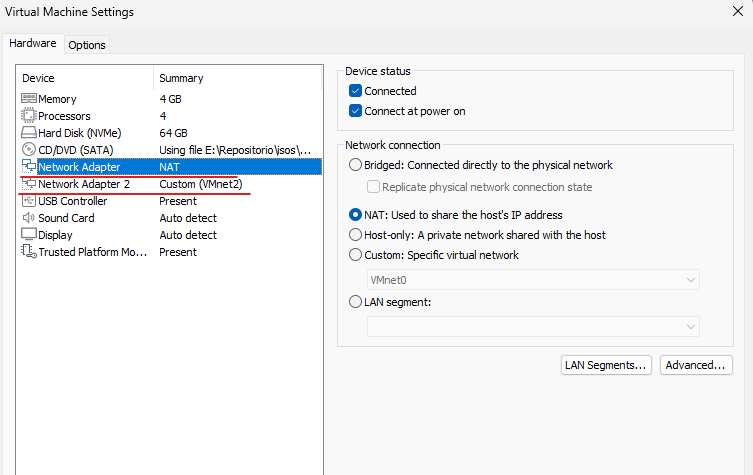 Virtual Machine Settings
Hardware Options
Device Summary
Memory 4 GB
Processors 4
Hard Disk (NVMe) 64 GB
CD/DVD (SATA) Using file E:\Repositorio\isos\...
Network Adapter NAT
Network Adapter 2 Custom (VMnet2)
USB Controller Present
Sound Card Auto detect
Display Auto detect
Trusted Platform Mo... Present
Device status
Connected
Connect at power on
Network connection
Bridged: Connected directly to the physical network
Replicate physical network connection state
NAT: Used to share the host's IP address
Host-only: A private network shared with the host
Custom: Specific virtual network
VMnet0
LAN segment:
LAN Segments... Advanced...